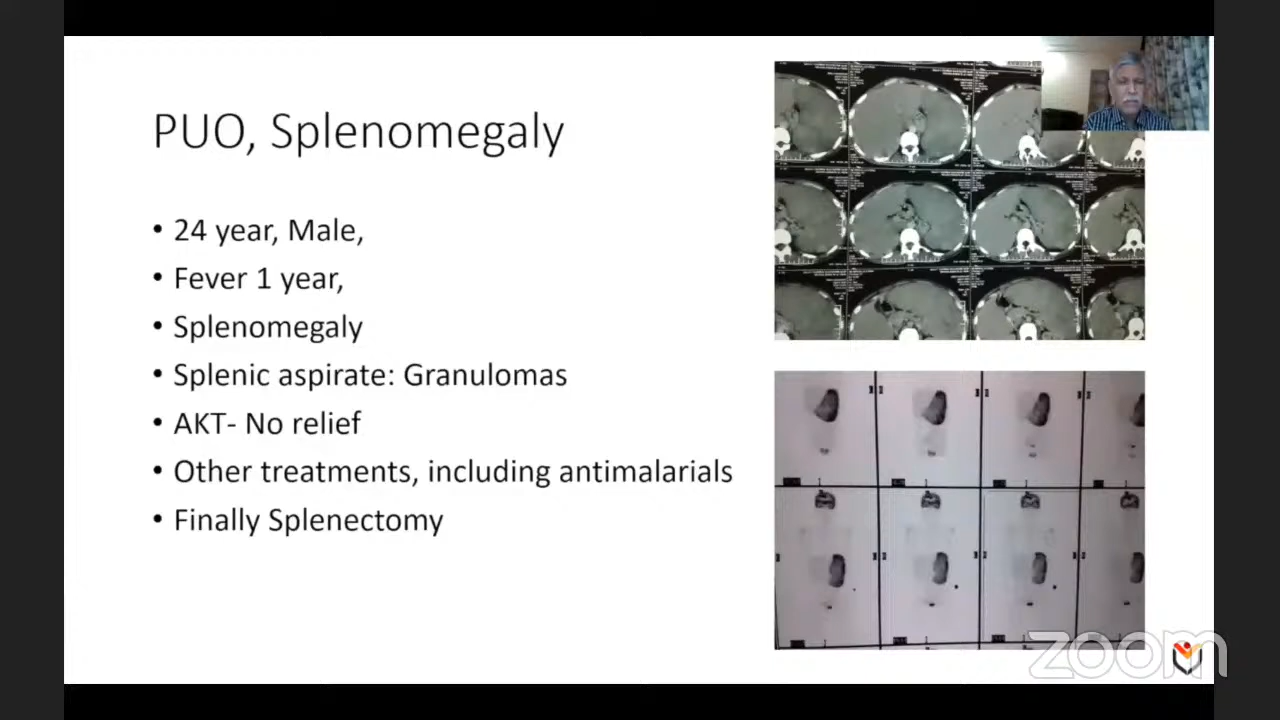 PUO, Splenomegaly
• 24 year, Male,
• Fever 1 year,
• Splenomegaly
• Splenic aspirate: Granulomas
• AKT- No relief
• Other treatments, including antimalarials
• Finally Splenectomy
zoom